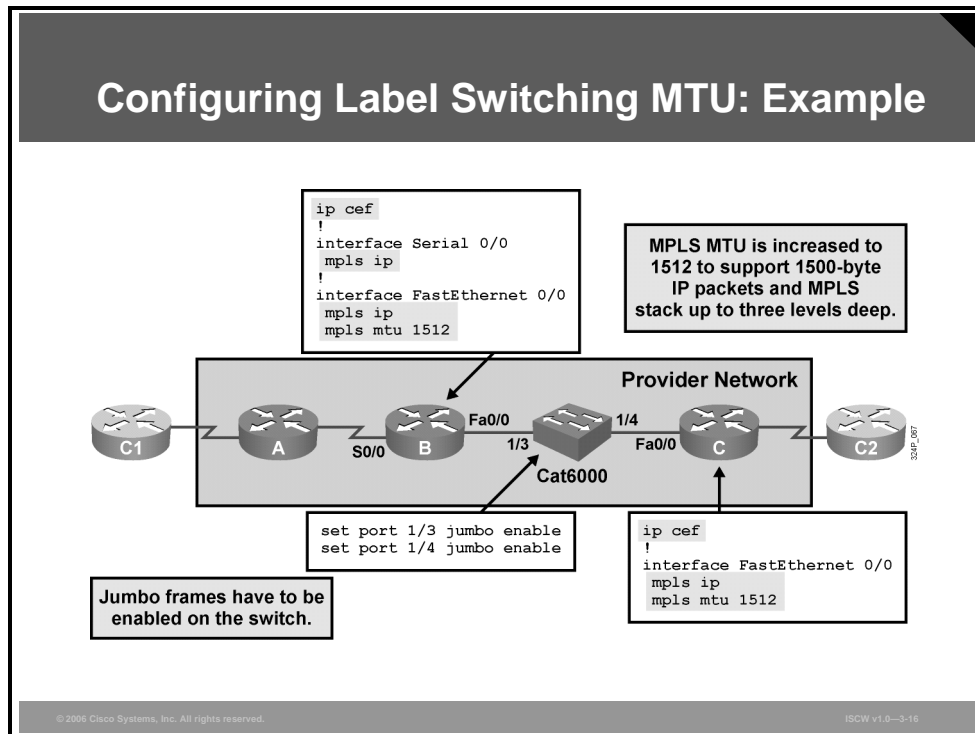 Configuring Label Switching MTU: Example
ip cef
!
interface Serial 0/0
mpls ip
!
interface FastEthernet 0/0
mpls ip
mpls mtu 1512
MPLS MTU is increased to
1512 to support 1500-byte
IP packets and MPLS
stack up to three levels deep.
Provider Network
C1
A
S0/0
B
Fa0/0
1/3
Cat6000
1/4
Fa0/0
C
C2
324P_067
set port 1/3 jumbo enable
set port 1/4 jumbo enable
ip cef
!
interface FastEthernet 0/0
mpls ip
mpls mtu 1512
Jumbo frames have to be
enabled on the switch.
© 2006 Cisco Systems, Inc. All rights reserved.
ISCW v1.0—3-16